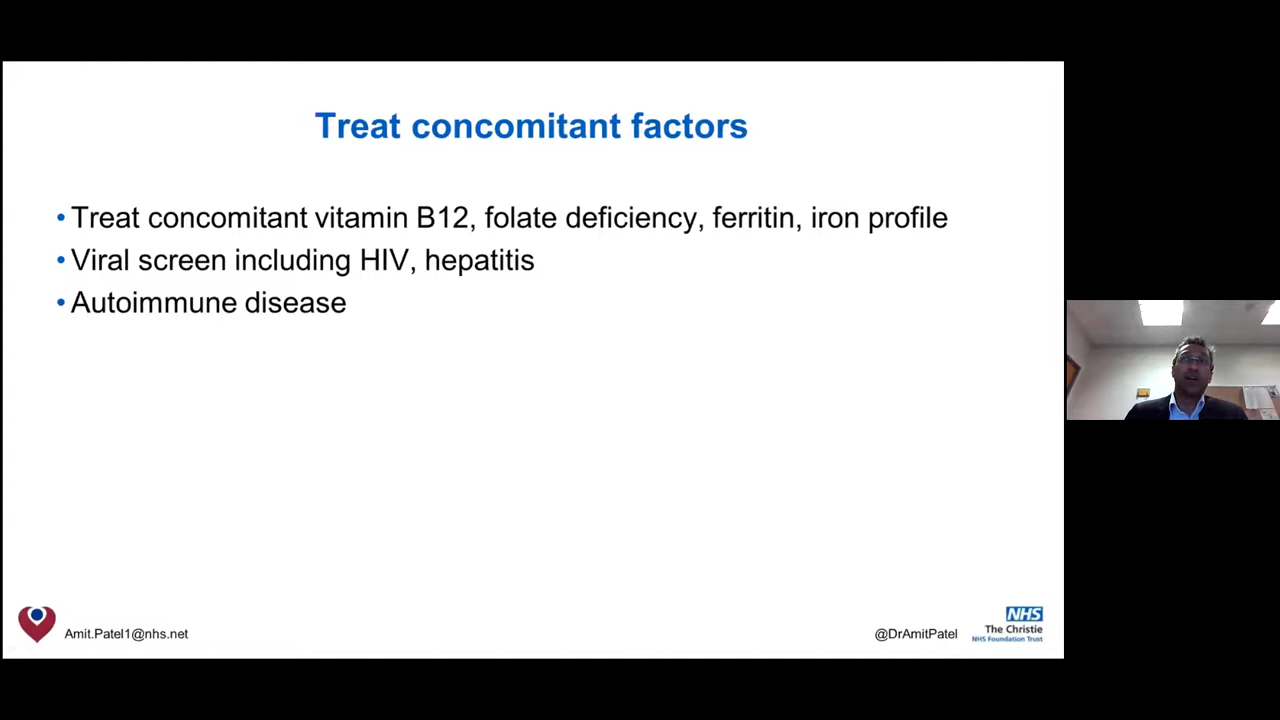 Treat concomitant factors
• Treat concomitant vitamin B12, folate deficiency, ferritin, iron profile
• Viral screen including HIV, hepatitis
• Autoimmune disease
Amit.Patel1@nhs.net
@DrAmitPatel
NHS
The Christie
NHS Foundation Trust